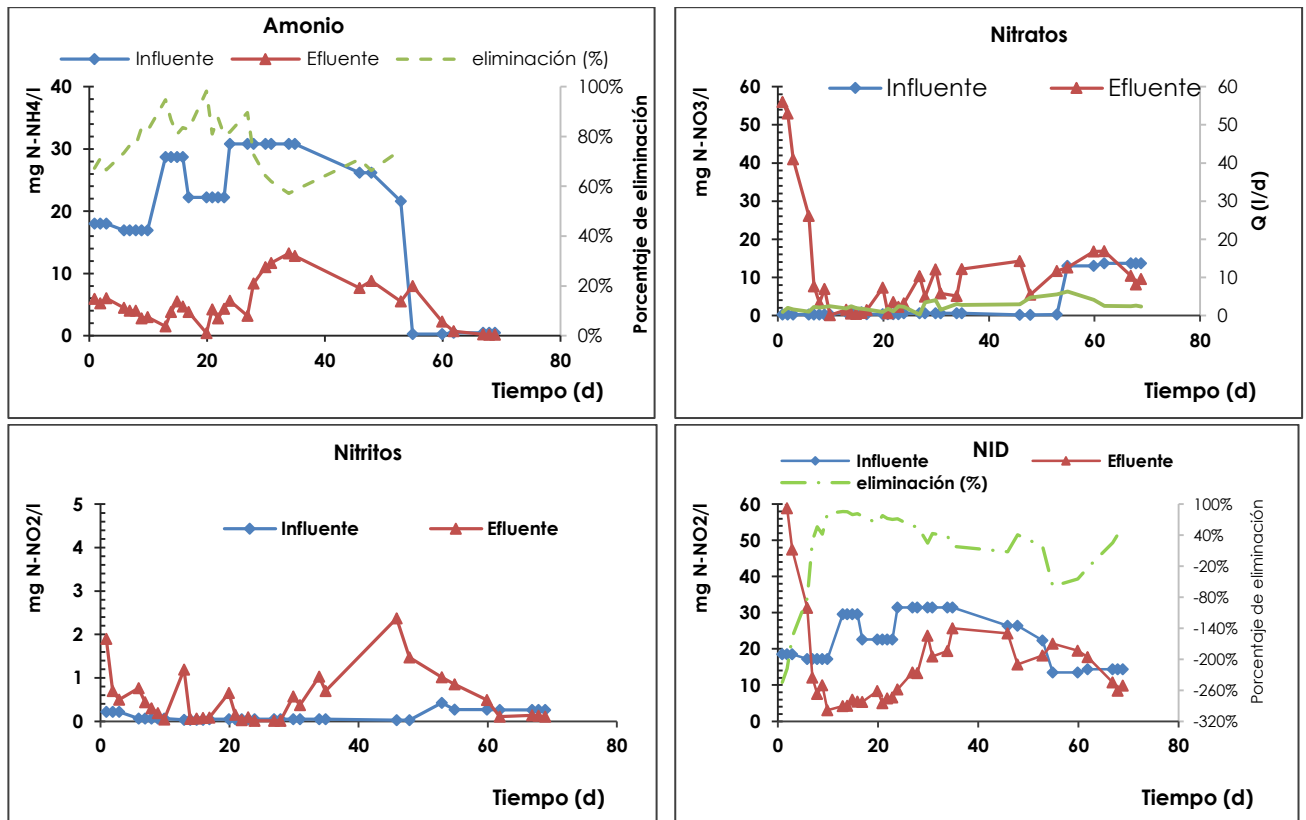 Amonio
Influente Efluente eliminación (%)
mg N-NH4/l
40
30
20
10
0
100%
80%
60%
40%
20%
0%
Porcentaje de eliminación
0 20 40 60 80
Tiempo (d)
Nitratos
Influente Efluente
mg N-NO3/l
60
50
40
30
20
10
0
60
50
40
30
20
10
0
Q (l/d)
0 20 40 60 80
Tiempo (d)
Nitritos
Influente Efluente
mg N-NO2/l
5
4
3
2
1
0
0 20 40 60 80
Tiempo (d)
NID
Influente Efluente
eliminación (%)
mg N-NO2/l
60
50
40
30
20
10
0
100%
40%
-20%
-80%
-140%
-200%
-260%
-320%
Porcentaje de eliminación
0 20 40 60 80
Tiempo (d)